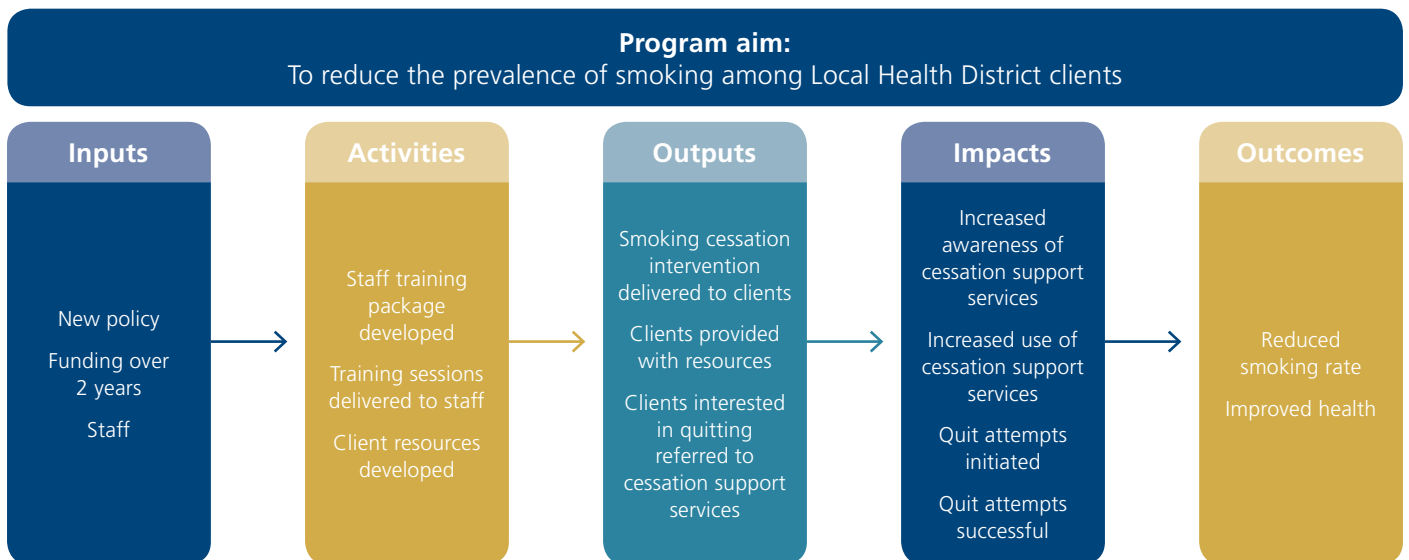 Program aim:
To reduce the prevalence of smoking among Local Health District clients
Inputs
New policy
Funding over
2 years
Staff
Activities
Staff training
package
developed
Training sessions
delivered to staff
Client resources
developed
Outputs
Smoking cessation
intervention
delivered to clients
Clients provided
with resources
Clients interested
in quitting
referred to
cessation support
services
Impacts
Increased
awareness of
cessation support
services
Increased use of
cessation support
services
Quit attempts
initiated
Quit attempts
successful
Outcomes
Reduced
smoking rate
Improved health